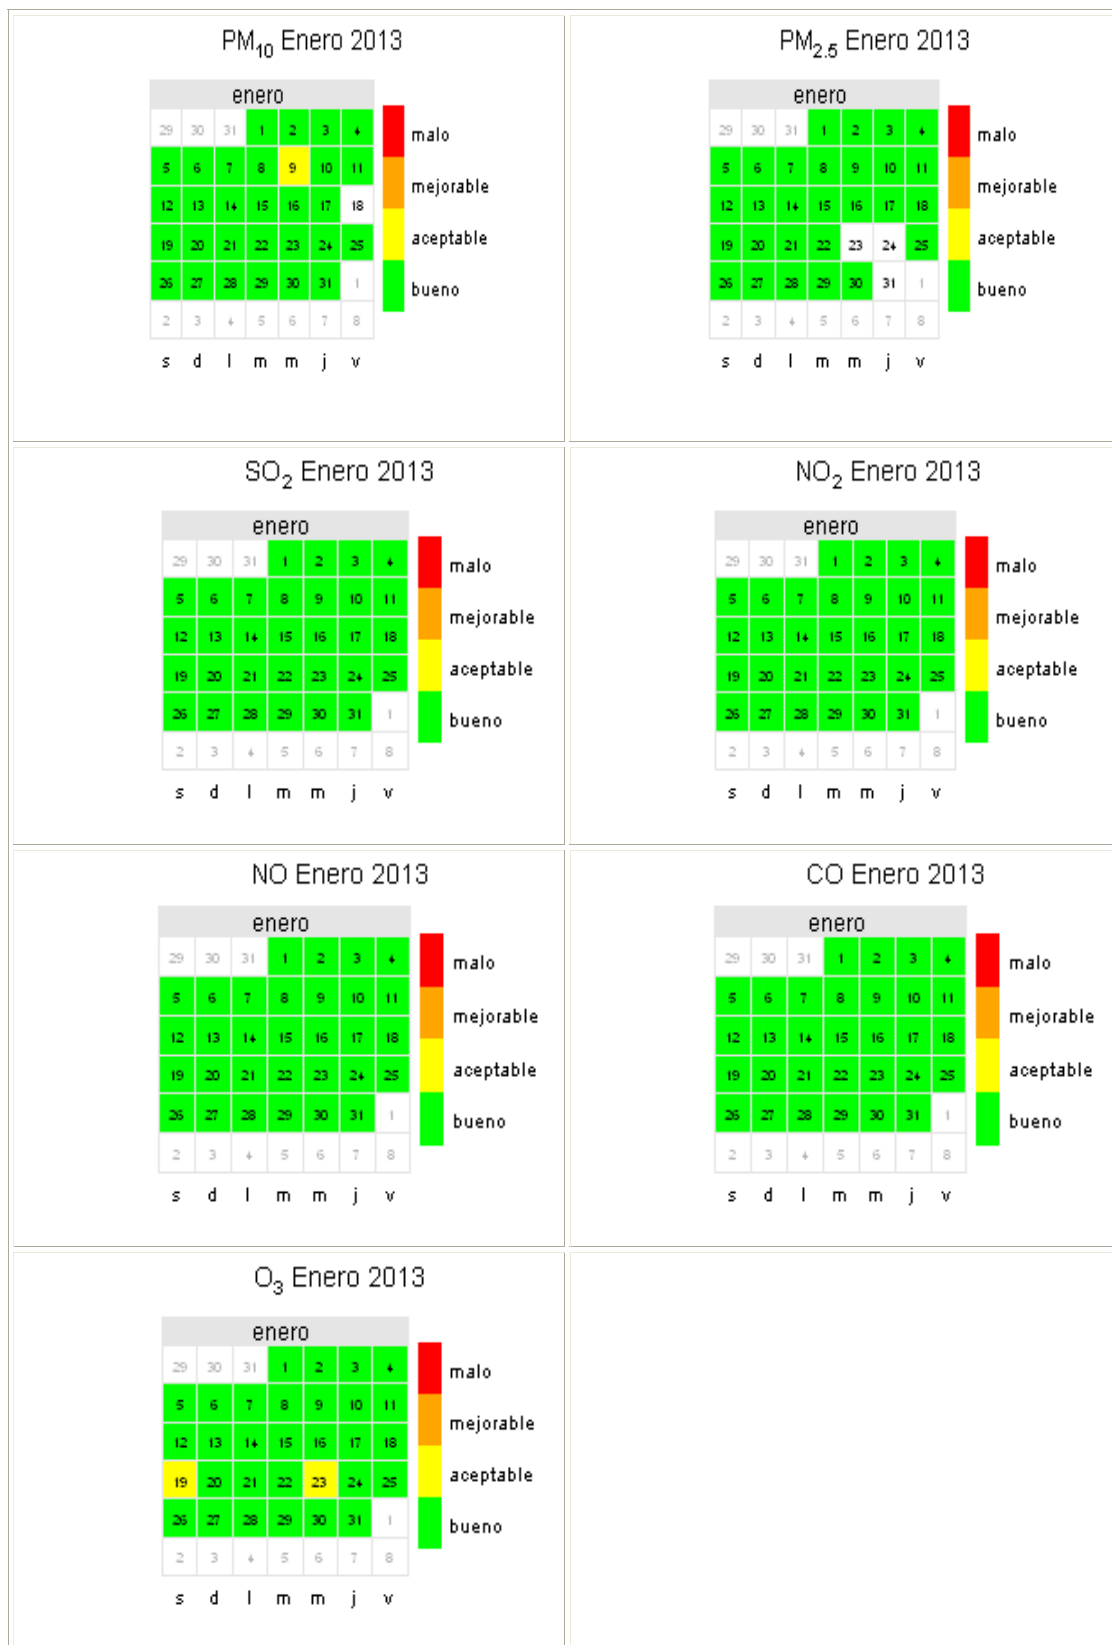 PM10 Enero 2013
enero
29 30 31 1 2 3 4
5 6 7 8 9 10 11
12 13 14 15 16 17 18
19 20 21 22 23 24 25
26 27 28 29 30 31 1
2 3 4 5 6 7 8
s d l m m j v
malo
mejorable
aceptable
bueno
PM2.5 Enero 2013
enero
29 30 31 1 2 3 4
5 6 7 8 9 10 11
12 13 14 15 16 17 18
19 20 21 22 23 24 25
26 27 28 29 30 31 1
2 3 4 5 6 7 8
s d l m m j v
malo
mejorable
aceptable
bueno
SO2 Enero 2013
enero
29 30 31 1 2 3 4
5 6 7 8 9 10 11
12 13 14 15 16 17 18
19 20 21 22 23 24 25
26 27 28 29 30 31 1
2 3 4 5 6 7 8
s d l m m j v
malo
mejorable
aceptable
bueno
NO2 Enero 2013
enero
29 30 31 1 2 3 4
5 6 7 8 9 10 11
12 13 14 15 16 17 18
19 20 21 22 23 24 25
26 27 28 29 30 31 1
2 3 4 5 6 7 8
s d l m m j v
malo
mejorable
aceptable
bueno
NO Enero 2013
enero
29 30 31 1 2 3 4
5 6 7 8 9 10 11
12 13 14 15 16 17 18
19 20 21 22 23 24 25
26 27 28 29 30 31 1
2 3 4 5 6 7 8
s d l m m j v
malo
mejorable
aceptable
bueno
CO Enero 2013
enero
29 30 31 1 2 3 4
5 6 7 8 9 10 11
12 13 14 15 16 17 18
19 20 21 22 23 24 25
26 27 28 29 30 31 1
2 3 4 5 6 7 8
s d l m m j v
malo
mejorable
aceptable
bueno
O3 Enero 2013
enero
29 30 31 1 2 3 4
5 6 7 8 9 10 11
12 13 14 15 16 17 18
19 20 21 22 23 24 25
26 27 28 29 30 31 1
2 3 4 5 6 7 8
s d l m m j v
malo
mejorable
aceptable
bueno